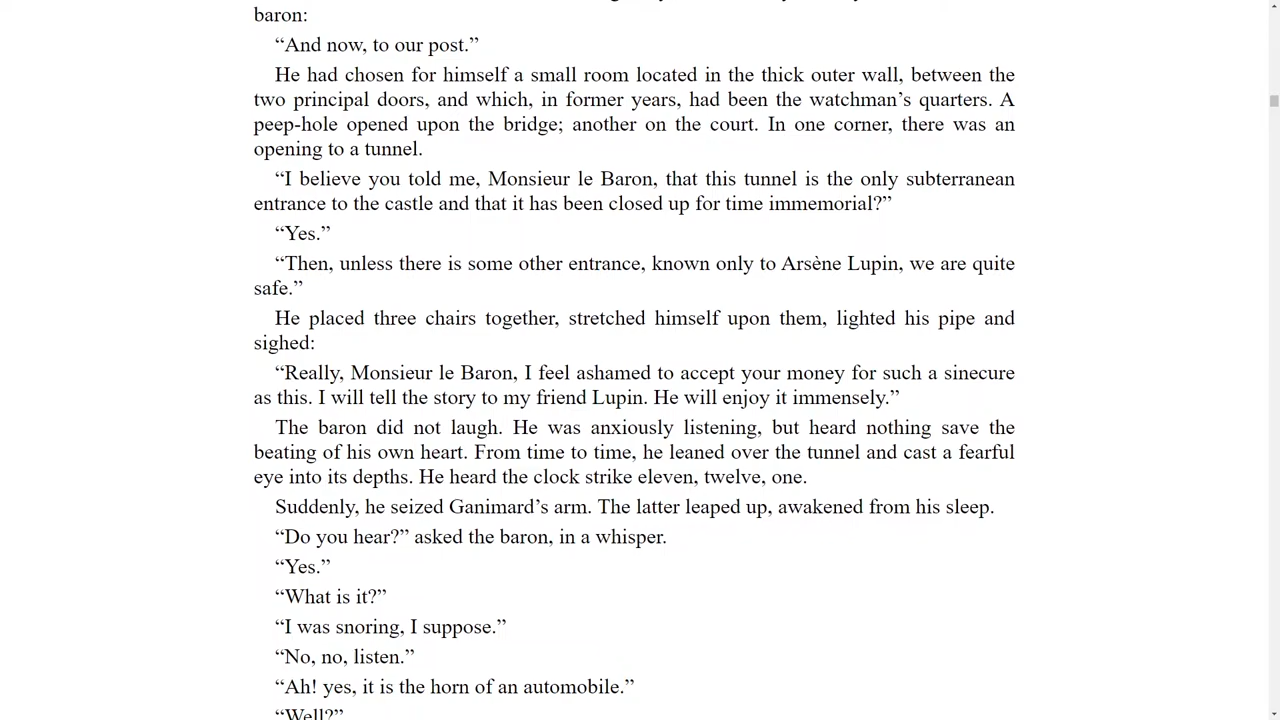 baron:
“And now, to our post.”
He had chosen for himself a small room located in the thick outer wall, between the
two principal doors, and which, in former years, had been the watchman’s quarters. A
peep-hole opened upon the bridge; another on the court. In one corner, there was an
opening to a tunnel.
“I believe you told me, Monsieur le Baron, that this tunnel is the only subterranean
entrance to the castle and that it has been closed up for time immemorial?”
“Yes.”
“Then, unless there is some other entrance, known only to Arsène Lupin, we are quite
safe.”
He placed three chairs together, stretched himself upon them, lighted his pipe and
sighed:
“Really, Monsieur le Baron, I feel ashamed to accept your money for such a sinecure
as this. I will tell the story to my friend Lupin. He will enjoy it immensely.”
The baron did not laugh. He was anxiously listening, but heard nothing save the
beating of his own heart. From time to time, he leaned over the tunnel and cast a fearful
eye into its depths. He heard the clock strike eleven, twelve, one.
Suddenly, he seized Ganimard’s arm. The latter leaped up, awakened from his sleep.
“Do you hear?” asked the baron, in a whisper.
“Yes.”
“What is it?”
“I was snoring, I suppose.”
“No, no, listen.”
“Ah! yes, it is the horn of an automobile.”
“Well?”